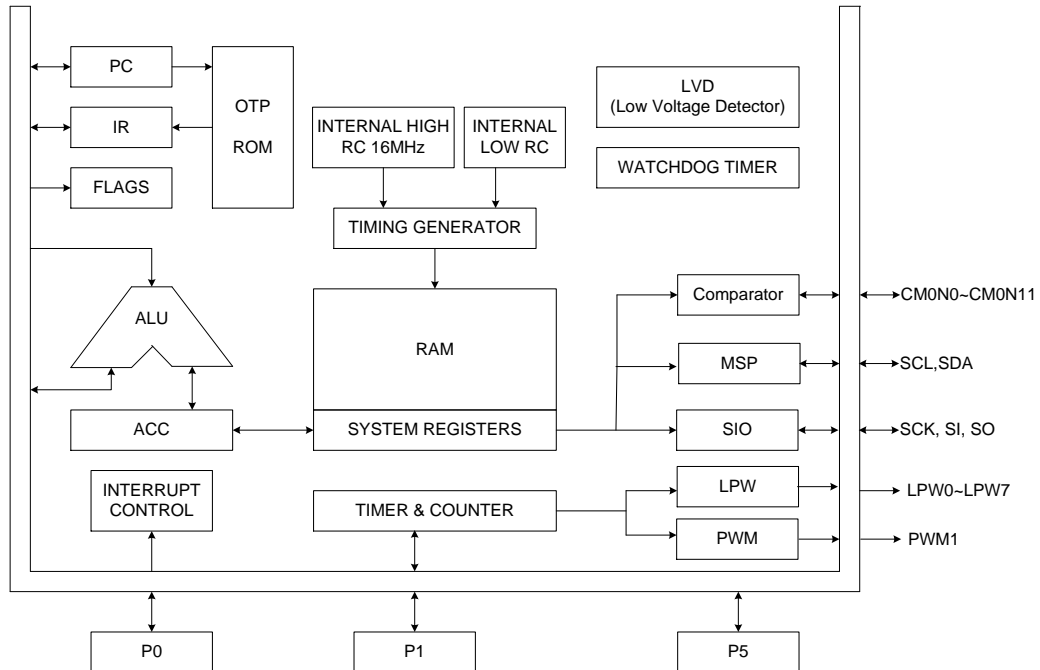 PC
IR
FLAGS
OTP
ROM
INTERNAL HIGH
RC 16MHz
INTERNAL
LOW RC
LVD
(Low Voltage Detector)
WATCHDOG TIMER
TIMING GENERATOR
ALU
RAM
ACC
SYSTEM REGISTERS
Comparator
CM0N0~CM0N11
MSP
SCL,SDA
SIO
SCK, SI, SO
INTERRUPT
CONTROL
TIMER & COUNTER
LPW
LPW0~LPW7
PWM
PWM1
P0
P1
P5